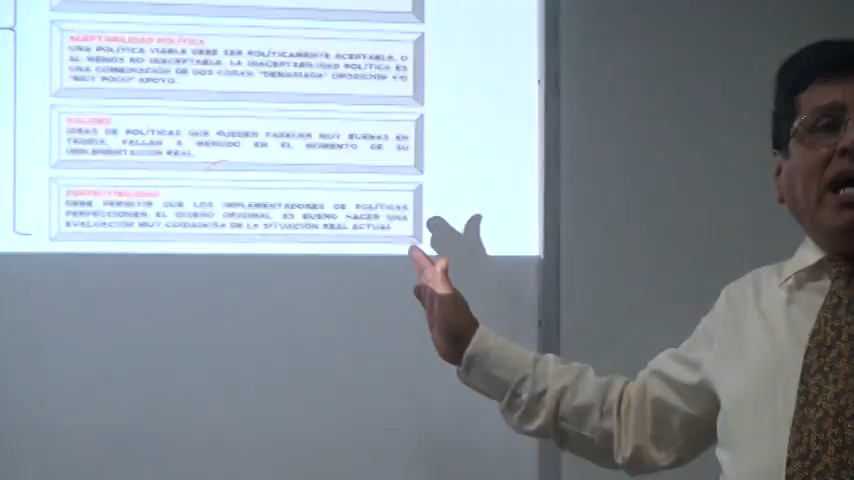 ACEPTABILIDAD POLÍTICA
UNA POLÍTICA VIABLE DEBE SER POLÍTICAMENTE ACEPTABLE, O
AL MENOS NO INACEPTABLE. LA INACEPTABILIDAD POLÍTICA ES
UNA COMBINACIÓN DE DOS COSAS: "DEMASIADA" OPOSICIÓN Y/O
"MUY POCO" APOYO.
IDEAS DE POLÍTICAS QUE PUEDEN PARECER MUY BUENAS EN
TEORÍA, FALLAN A MENUDO EN EL MOMENTO DE SU
IMPLEMENTACIÓN REAL.
PERFECTIBILIDAD
DEBE PERMITIR QUE LOS IMPLEMENTADORES DE POLÍTICAS
PERFECCIONEN EL DISEÑO ORIGINAL. ES BUENO HACER UNA
EVALUACIÓN MUY CUIDADOSA DE LA SITUACIÓN REAL ACTUAL.